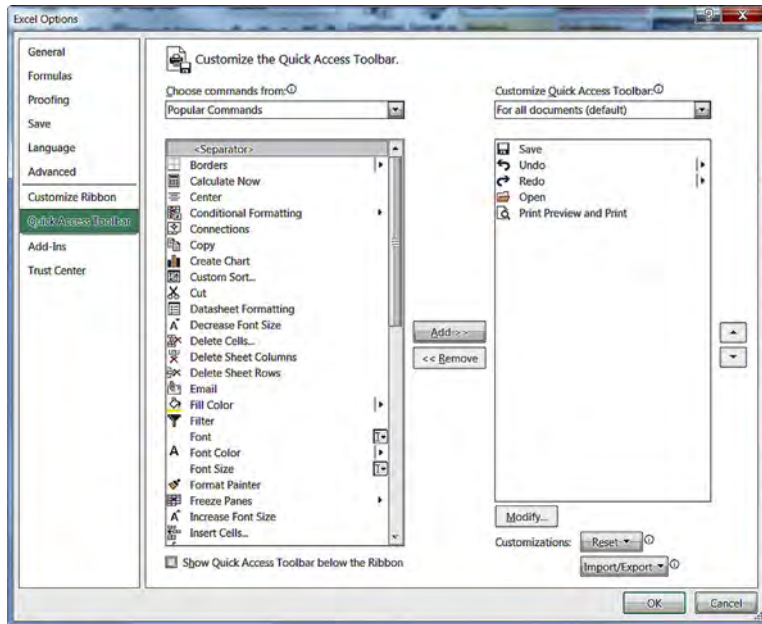 Excel Options
General
Formulas
Proofing
Save
Language
Advanced
Customize Ribbon
Quick Access Toolbar
Add-Ins
Trust Center
Customize the Quick Access Toolbar.
Choose commands from:
Popular Commands
<Separator>
Borders
Calculate Now
Center
Conditional Formatting
Connections
Copy
Create Chart
Custom Sort...
Cut
Datasheet Formatting
Decrease Font Size
Delete Cells...
Delete Sheet Columns
Delete Sheet Rows
Email
Fill Color
Filter
Font
Font Color
Font Size
Format Painter
Freeze Panes
Increase Font Size
Insert Cells...
Show Quick Access Toolbar below the Ribbon
Add >>
<< Remove
Customize Quick Access Toolbar:
For all documents (default)
Save
Undo
Redo
Open
Print Preview and Print
Modify...
Customizations: Reset
Import/Export
OK Cancel